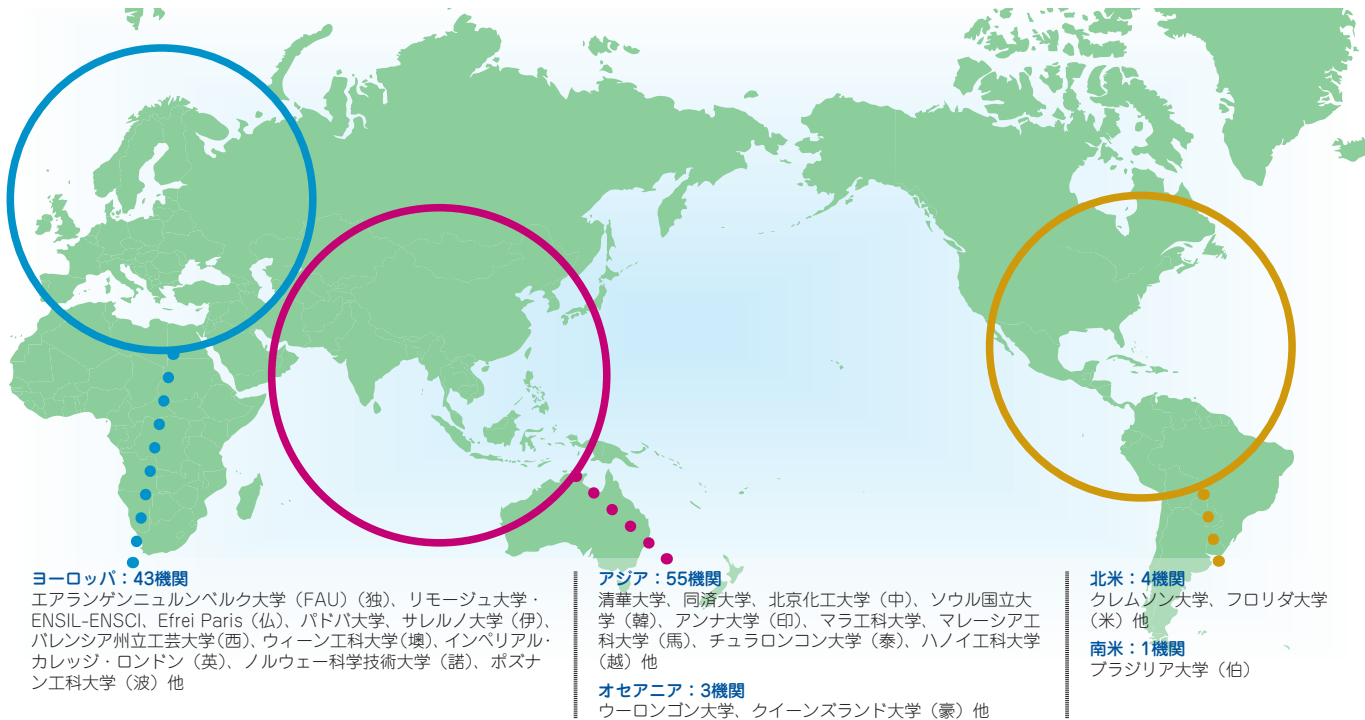 ヨーロッパ：43機関
エアランゲンニュルンベルク大学（FAU）（独）、リモージュ大学・
ENSIL-ENSCI、Efrei Paris（仏）、パドバ大学、サレルノ大学（伊）、
バレンシア州立工芸大学（西）、ウィーン工科大学（墺）、インペリアル・
カレッジ・ロンドン（英）、ノルウェー科学技術大学（諾）、ポズナ
ン工科大学（波）他
アジア：55機関
清華大学、同済大学、北京化工大学（中）、ソウル国立大
学（韓）、アンナ大学（印）、マラ工科大学、マレーシア工
科大学（馬）、チュラロンコン大学（泰）、ハノイ工科大学
（越）他
オセアニア：3機関
ウーロンゴン大学、クイーンズランド大学（豪）他
北米：4機関
クレムソン大学、フロリダ大学
（米）他
南米：1機関
ブラジリア大学（伯）